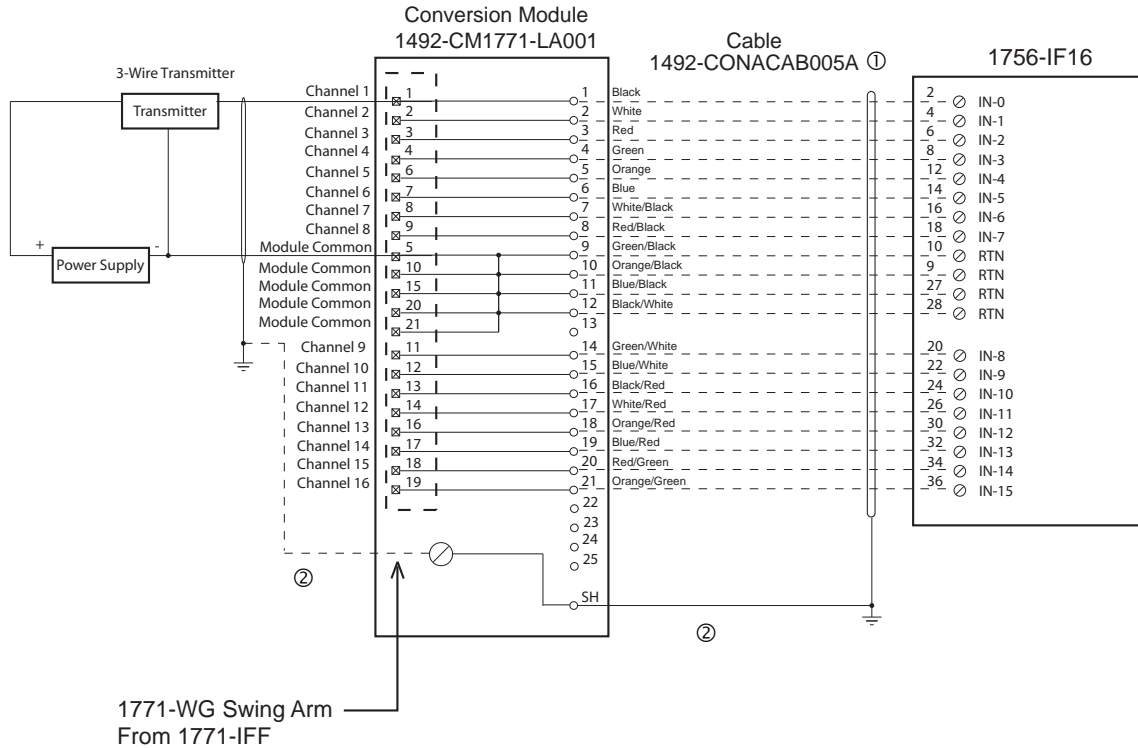 Conversion Module
1492-CM1771-LA001
Cable
1492-CONACAB005A ①
1756-IF16
3-Wire Transmitter
Transmitter
+
-
Power Supply
Channel 1 1 1 Black 2 IN-0
Channel 2 2 2 White 4 IN-1
Channel 3 3 3 Red 6 IN-2
Channel 4 4 4 Green 8 IN-3
Channel 5 6 5 Orange 12 IN-4
Channel 6 7 6 Blue 14 IN-5
Channel 7 8 7 White/Black 16 IN-6
Channel 8 9 8 Red/Black 18 IN-7
Module Common 5 9 Green/Black 10 RTN
Module Common 10 10 Orange/Black 9 RTN
Module Common 15 11 Blue/Black 27 RTN
Module Common 20 12 Black/White 28 RTN
Module Common 21 13
Channel 9 11 14 Green/White 20 IN-8
Channel 10 12 15 Blue/White 22 IN-9
Channel 11 13 16 Black/Red 24 IN-10
Channel 12 14 17 White/Red 26 IN-11
Channel 13 16 18 Orange/Red 30 IN-12
Channel 14 17 19 Blue/Red 32 IN-13
Channel 15 18 20 Red/Green 34 IN-14
Channel 16 19 21 Orange/Green 36 IN-15
22
23
24
25
SH
②
②
1771-WG Swing Arm
From 1771-IFF